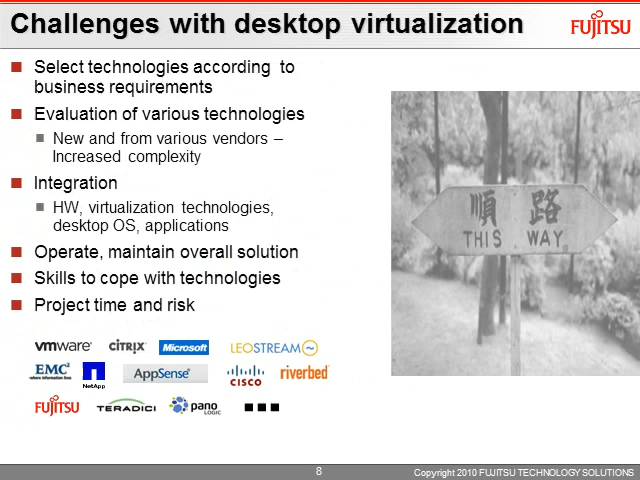 Challenges with desktop virtualization
FUJITSU
Select technologies according to
business requirements
Evaluation of various technologies
New and from various vendors –
Increased complexity
Integration
HW, virtualization technologies,
desktop OS, applications
Operate, maintain overall solution
Skills to cope with technologies
Project time and risk
順路
THIS WAY
vmware CITRIX Microsoft LEOSTREAM
EMC² where information lives NetApp AppSense CISCO riverbed
FUJITSU TERADICI pano LOGIC
8
Copyright 2010 FUJITSU TECHNOLOGY SOLUTIONS